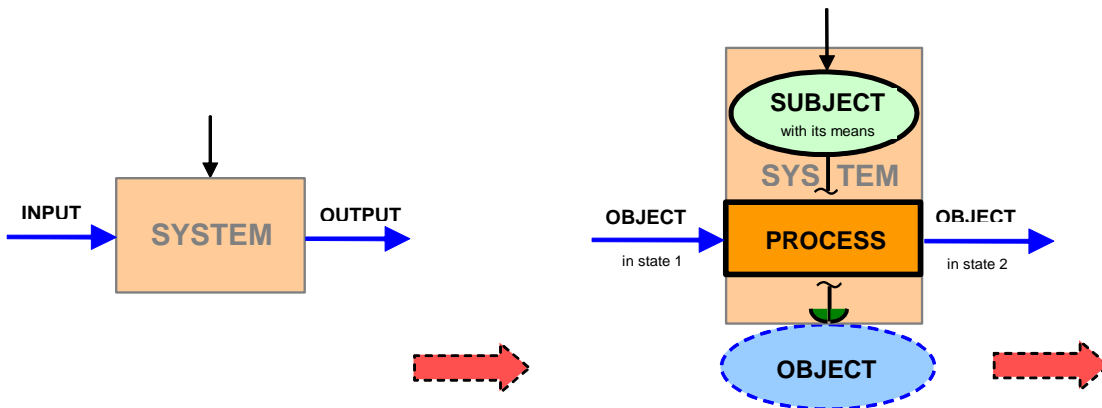 INPUT
SYSTEM
OUTPUT
SUBJECT
with its means
SYS TEM
OBJECT
in state 1
PROCESS
OBJECT
in state 2
OBJECT